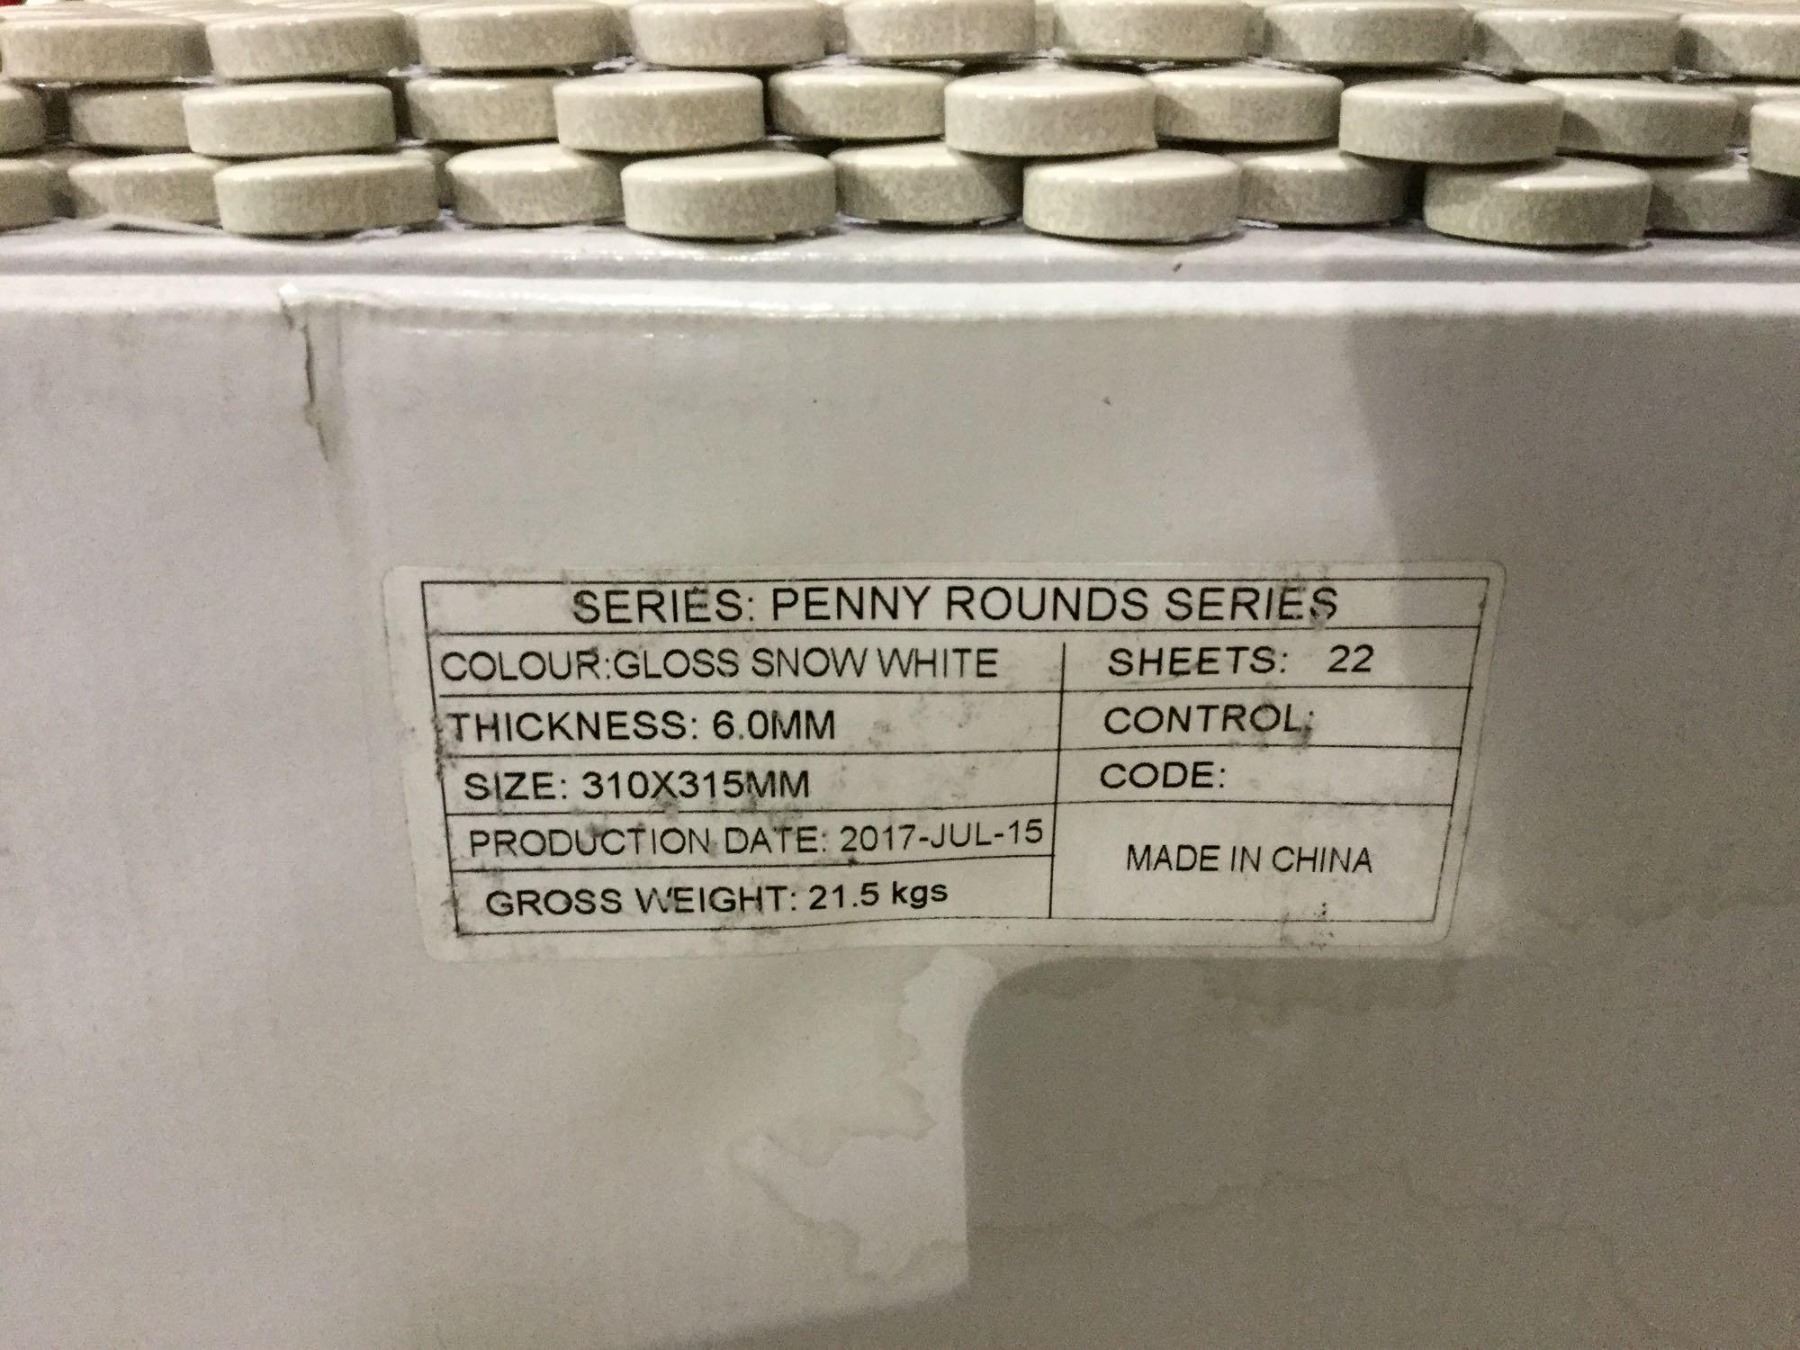 SERIES: PENNY ROUNDS SERIES
COLOUR:GLOSS SNOW WHITE
SHEETS: 22
THICKNESS: 6.0MM
CONTROL:
SIZE: 310X315MM
CODE:
PRODUCTION DATE: 2017-JUL-15
MADE IN CHINA
GROSS WEIGHT: 21.5 kgs